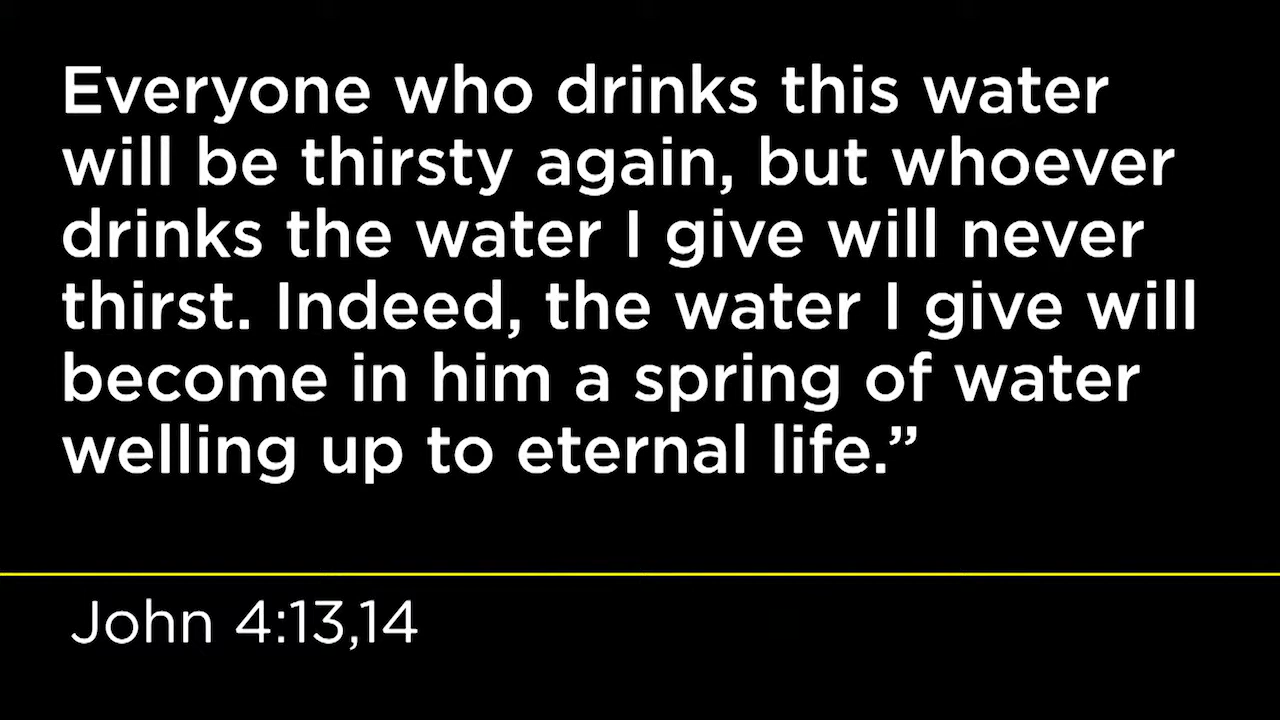 Everyone who drinks this water
will be thirsty again, but whoever
drinks the water I give will never
thirst. Indeed, the water I give will
become in him a spring of water
welling up to eternal life.”
John 4:13,14